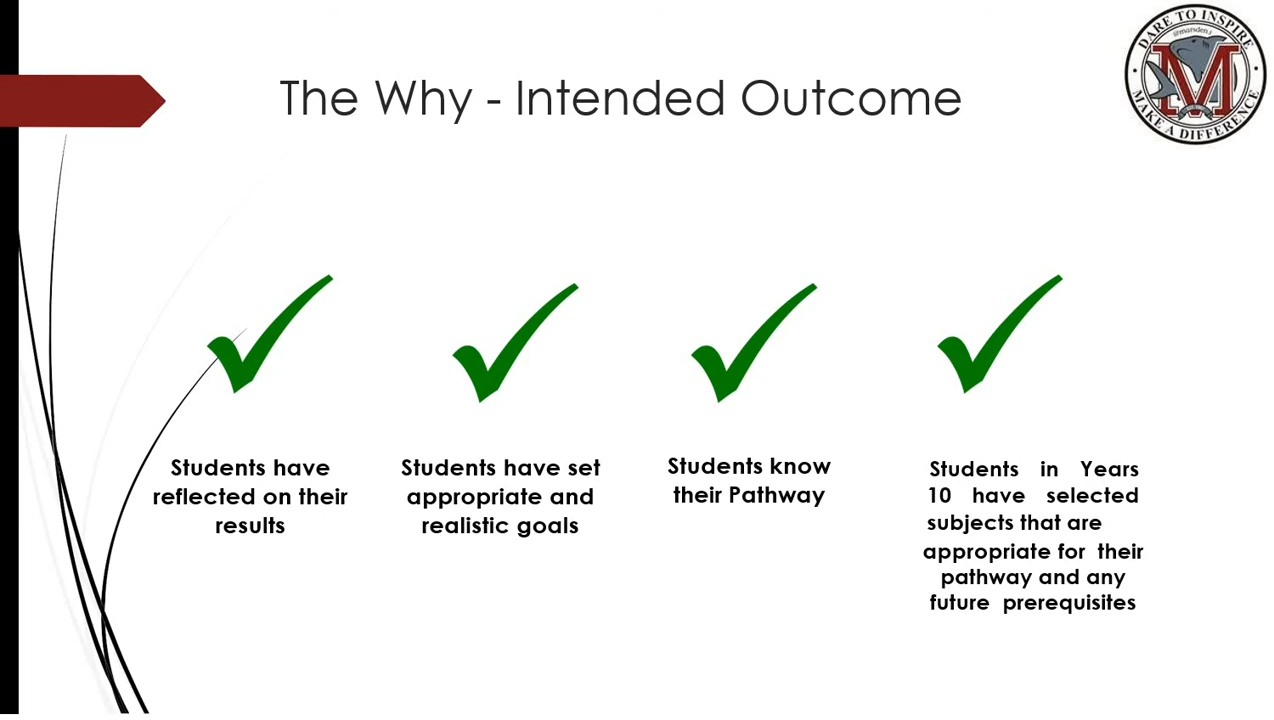 The Why - Intended Outcome
DARE TO INSPIRE
@marsden.s
M
MAKE A DIFFERENCE
Students have
reflected on their
results
Students have set
appropriate and
realistic goals
Students know
their Pathway
Students in Years
10 have selected
subjects that are
appropriate for their
pathway and any
future prerequisites